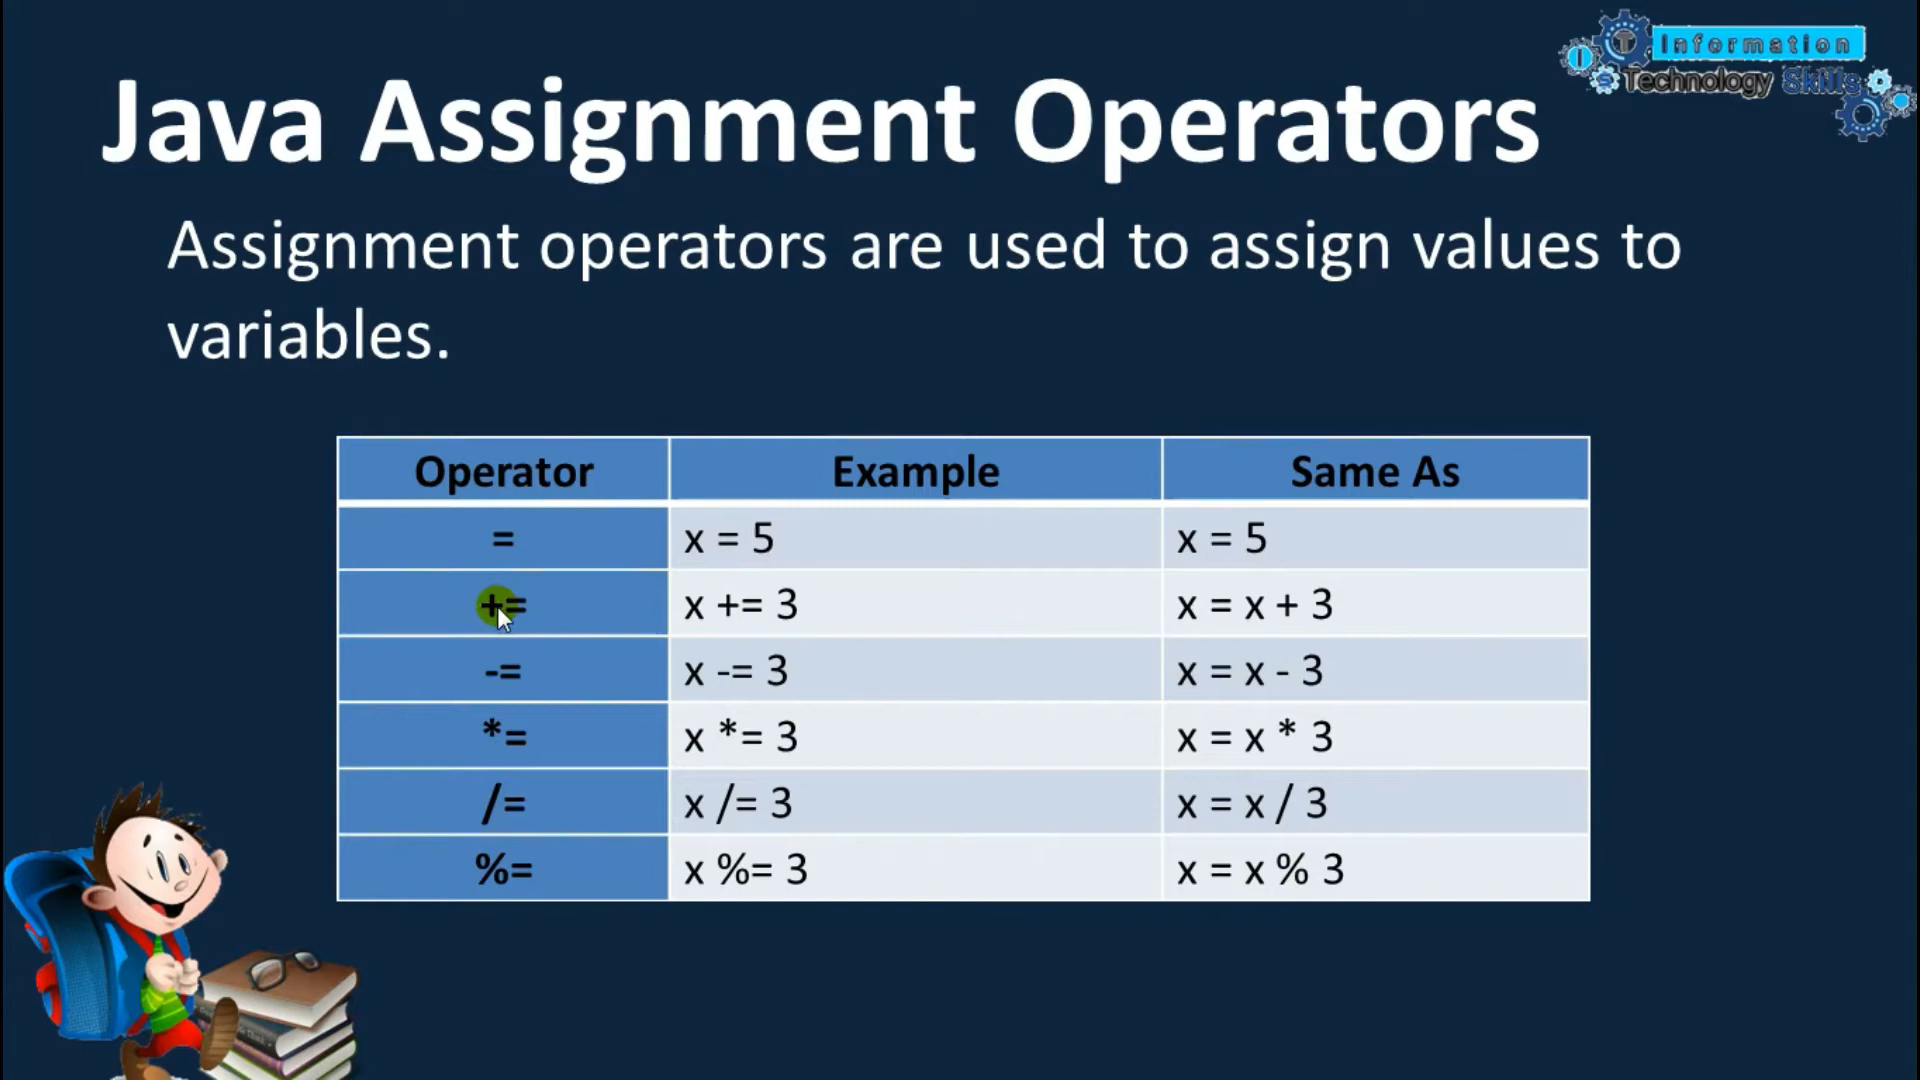 Information
Technology Skills
Java Assignment Operators
Assignment operators are used to assign values to
variables.
Operator Example Same As
= x = 5 x = 5
+= x += 3 x = x + 3
-= x -= 3 x = x - 3
*= x *= 3 x = x * 3
/= x /= 3 x = x / 3
%= x %= 3 x = x % 3